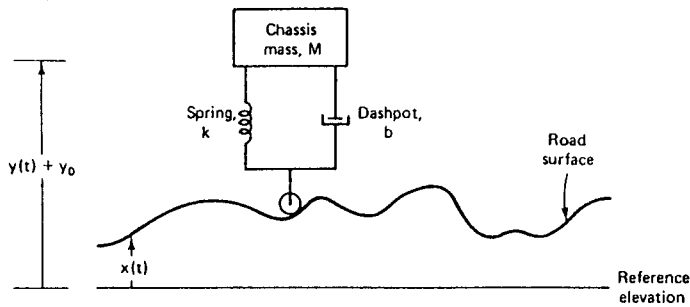 Chassis
mass, M
Spring,
k
Dashpot,
b
Road
surface
y(t) + y₀
x(t)
Reference
elevation